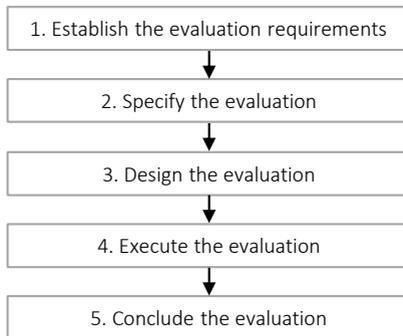 1. Establish the evaluation requirements
2. Specify the evaluation
3. Design the evaluation
4. Execute the evaluation
5. Conclude the evaluation